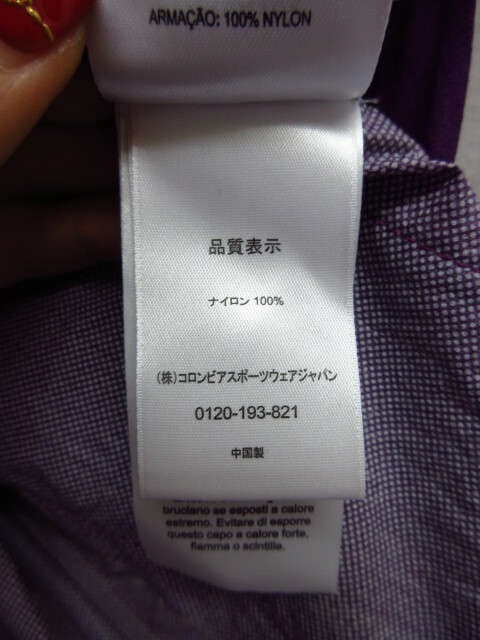 ARMAÇÃO: 100% NYLON
品質表示
ナイロン 100%
(株)コロンビアスポーツウェアジャパン
0120-193-821
中国製
bruciano se esposti a calore
estremo. Evitare di esporre
questo capo a calore forte,
fiamma o scintille.